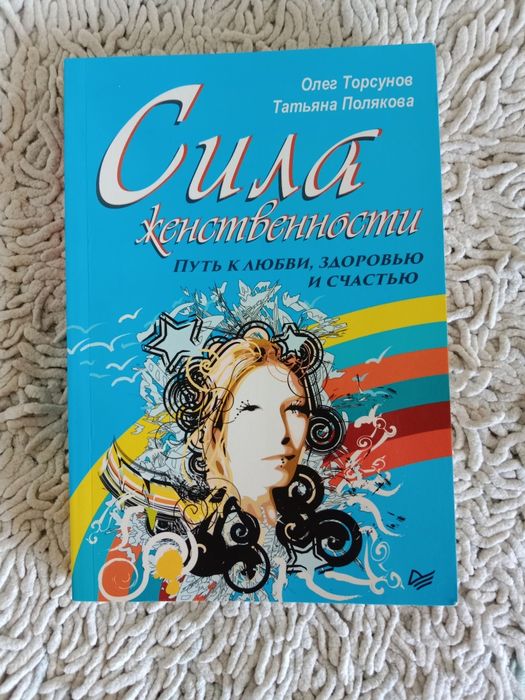 Олег Торсунов
Татьяна Полякова
Сила
женственности
Путь к любви, здоровью
и счастью